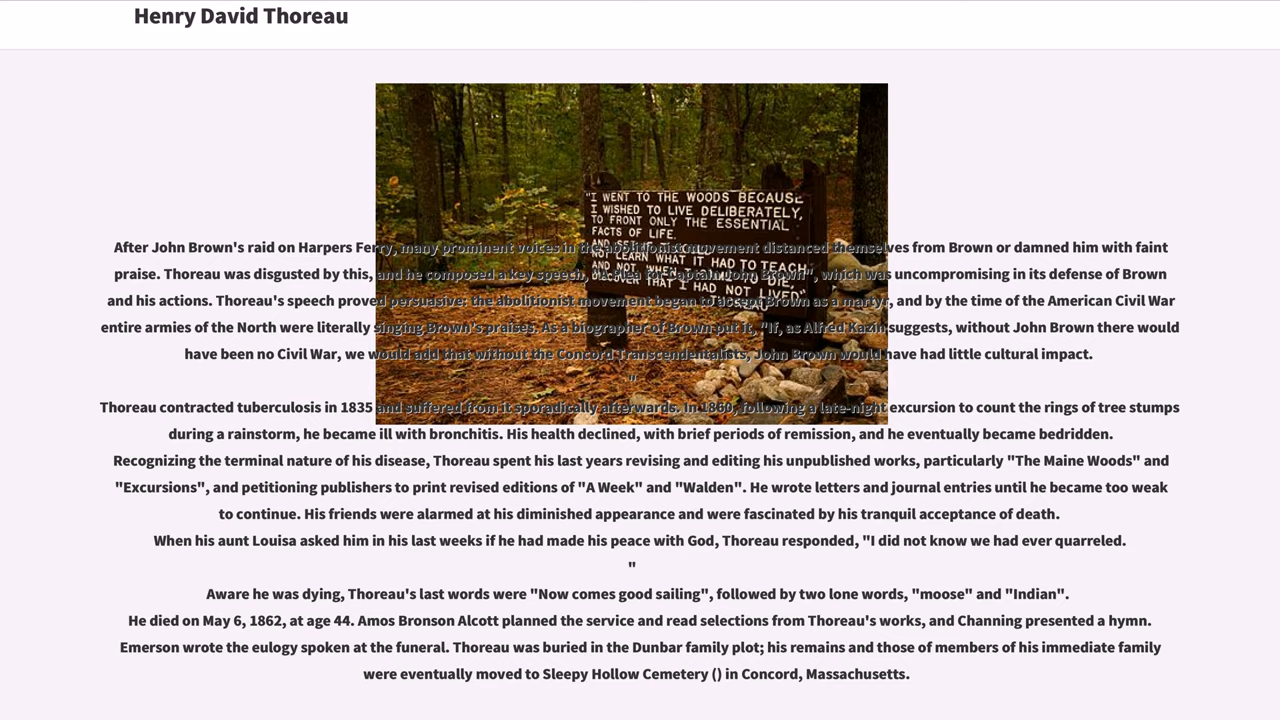 Henry David Thoreau
"I WENT TO THE WOODS BECAUSE
I WISHED TO LIVE DELIBERATELY,
TO FRONT ONLY THE ESSENTIAL
FACTS OF LIFE.
LEARN WHAT IT HAD TO TEACH
AND NOT, WHEN TO DIE,
THAT I HAD NOT LIVED"
After John Brown's raid on Harpers Ferry, many prominent voices in the abolitionist movement distanced themselves from Brown or damned him with faint
praise. Thoreau was disgusted by this, and he composed a key speech, "A Plea for Captain John Brown", which was uncompromising in its defense of Brown
and his actions. Thoreau's speech proved persuasive: the abolitionist movement began to accept Brown as a martyr, and by the time of the American Civil War
entire armies of the North were literally singing Brown's praises. As a biographer of Brown put it, "If, as Alfred Kazin suggests, without John Brown there would
have been no Civil War, we would add that without the Concord Transcendentalists, John Brown would have had little cultural impact.
"
Thoreau contracted tuberculosis in 1835 and suffered from it sporadically afterwards. In 1860, following a late-night excursion to count the rings of tree stumps
during a rainstorm, he became ill with bronchitis. His health declined, with brief periods of remission, and he eventually became bedridden.
Recognizing the terminal nature of his disease, Thoreau spent his last years revising and editing his unpublished works, particularly "The Maine Woods" and
"Excursions", and petitioning publishers to print revised editions of "A Week" and "Walden". He wrote letters and journal entries until he became too weak
to continue. His friends were alarmed at his diminished appearance and were fascinated by his tranquil acceptance of death.
When his aunt Louisa asked him in his last weeks if he had made his peace with God, Thoreau responded, "I did not know we had ever quarreled.
"
Aware he was dying, Thoreau's last words were "Now comes good sailing", followed by two lone words, "moose" and "Indian".
He died on May 6, 1862, at age 44. Amos Bronson Alcott planned the service and read selections from Thoreau's works, and Channing presented a hymn.
Emerson wrote the eulogy spoken at the funeral. Thoreau was buried in the Dunbar family plot; his remains and those of members of his immediate family
were eventually moved to Sleepy Hollow Cemetery () in Concord, Massachusetts.